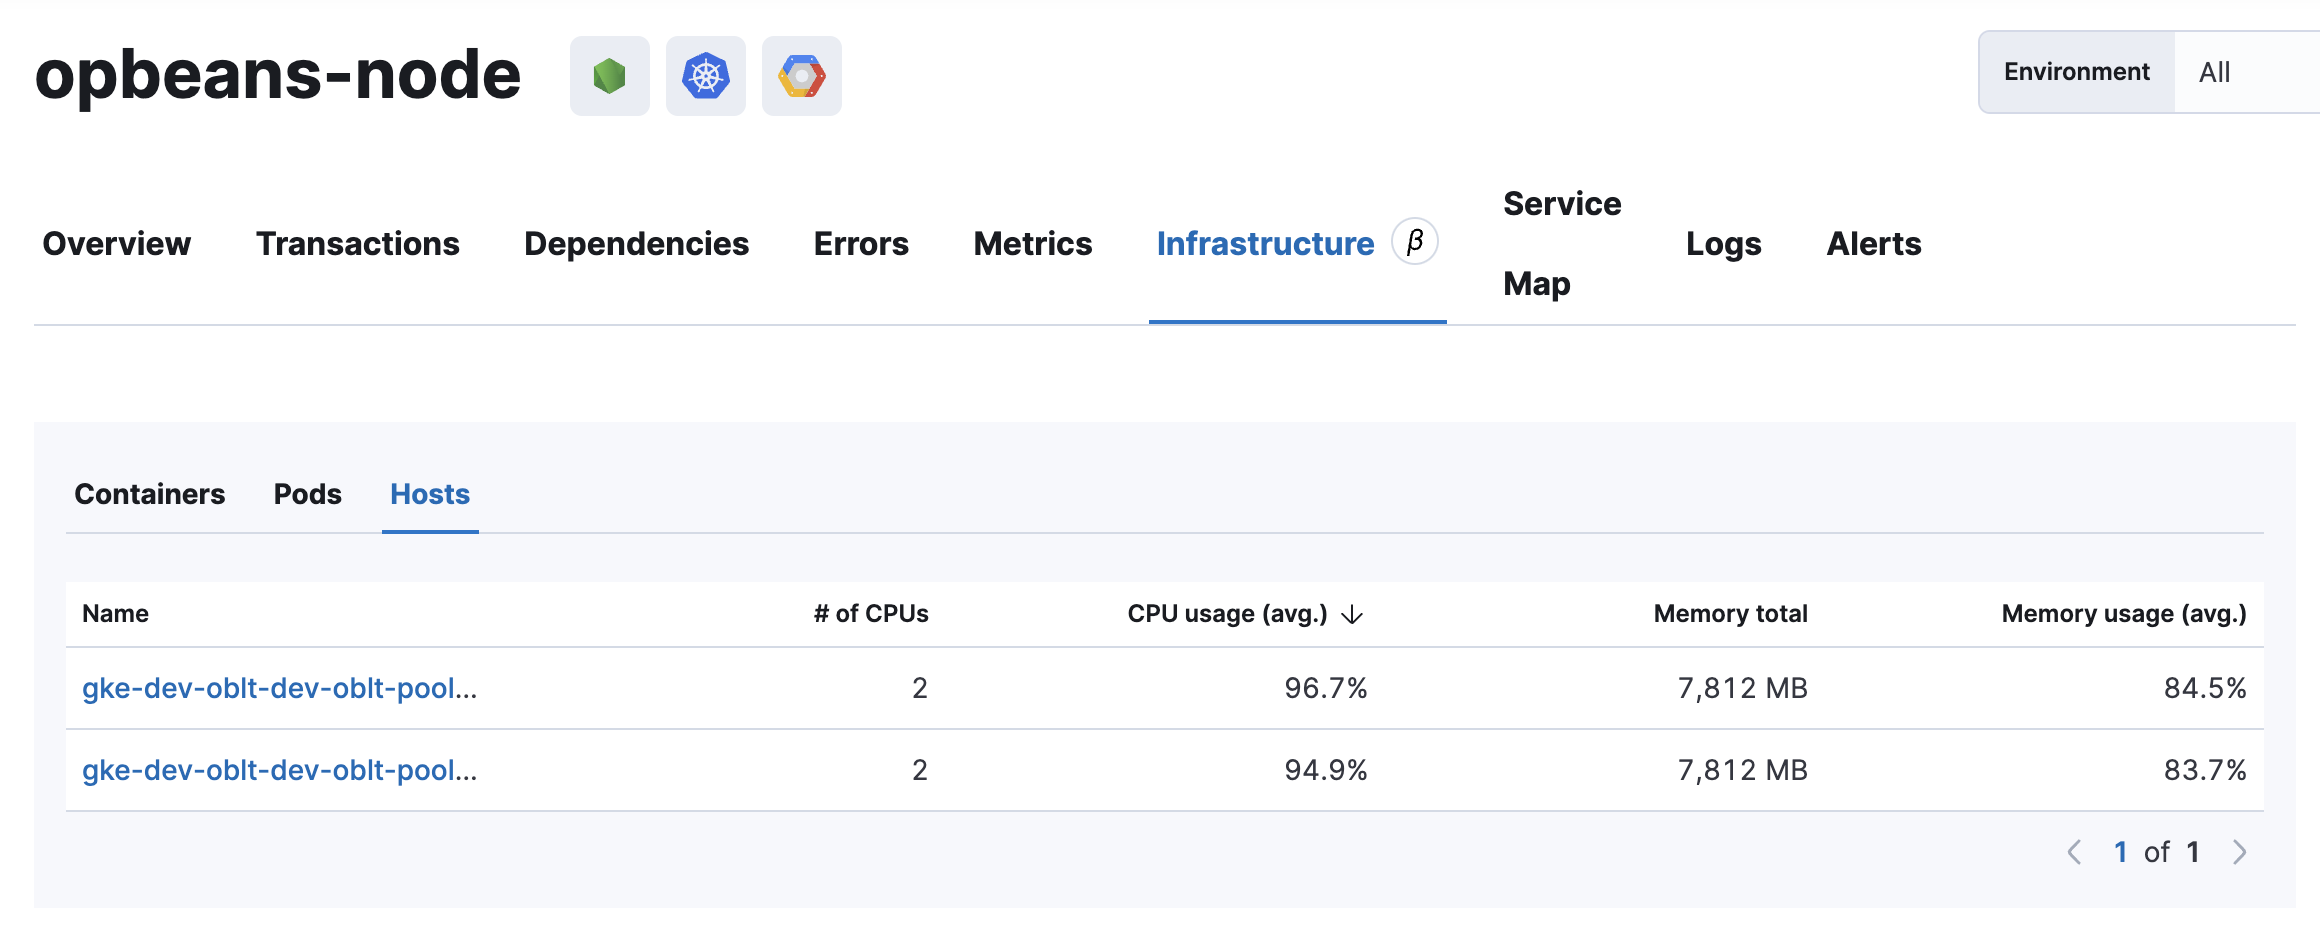 opbeans-node
Environment All
Overview Transactions Dependencies Errors Metrics Infrastructure β Service Map Logs Alerts
Containers Pods Hosts
Name # of CPUs CPU usage (avg.) ↓ Memory total Memory usage (avg.)
gke-dev-oblt-dev-oblt-pool... 2 96.7% 7,812 MB 84.5%
gke-dev-oblt-dev-oblt-pool... 2 94.9% 7,812 MB 83.7%
1 of 1